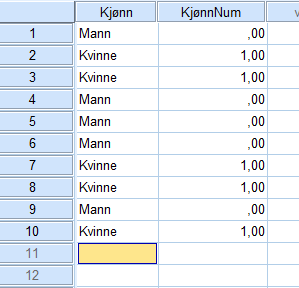 Kjønn KjønnNum v
1 Mann ,00
2 Kvinne 1,00
3 Kvinne 1,00
4 Mann ,00
5 Mann ,00
6 Mann ,00
7 Kvinne 1,00
8 Kvinne 1,00
9 Mann ,00
10 Kvinne 1,00
11
12